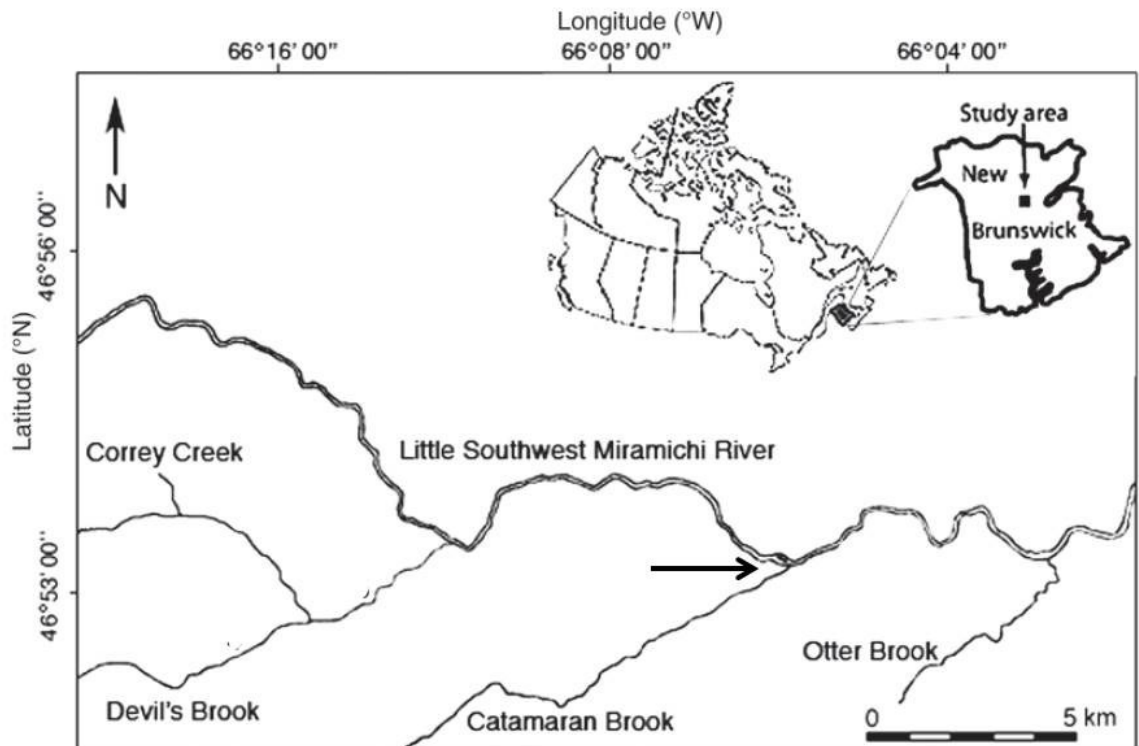 Longitude (°W)
66°16' 00"
66°08' 00"
66°04' 00"
N
Study area
New
Brunswick
46°56' 00"
Latitude (°N)
46°53' 00"
Correy Creek
Little Southwest Miramichi River
Devil's Brook
Catamaran Brook
Otter Brook
0
5 km